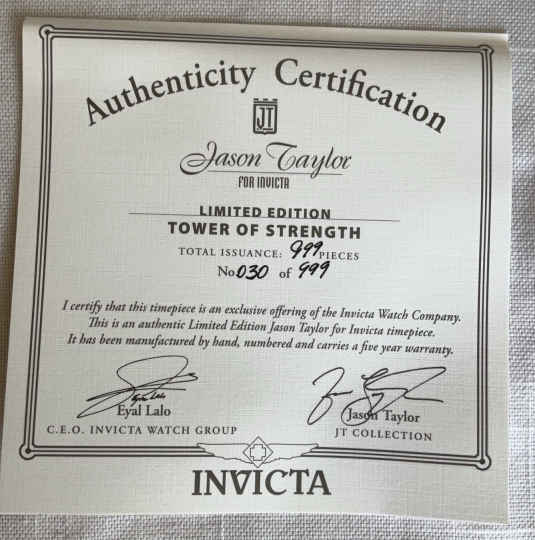 Authenticity Certification
JT
Jason Taylor
FOR INVICTA
LIMITED EDITION
TOWER OF STRENGTH
TOTAL ISSUANCE: 999 PIECES
No. 030 of 999
I certify that this timepiece is an exclusive offering of the Invicta Watch Company.
This is an authentic Limited Edition Jason Taylor for Invicta timepiece.
It has been manufactured by hand, numbered and carries a five year warranty.
Eyal Lalo
Eyal Lalo
C.E.O. INVICTA WATCH GROUP
Jason Taylor
JT COLLECTION
INVICTA